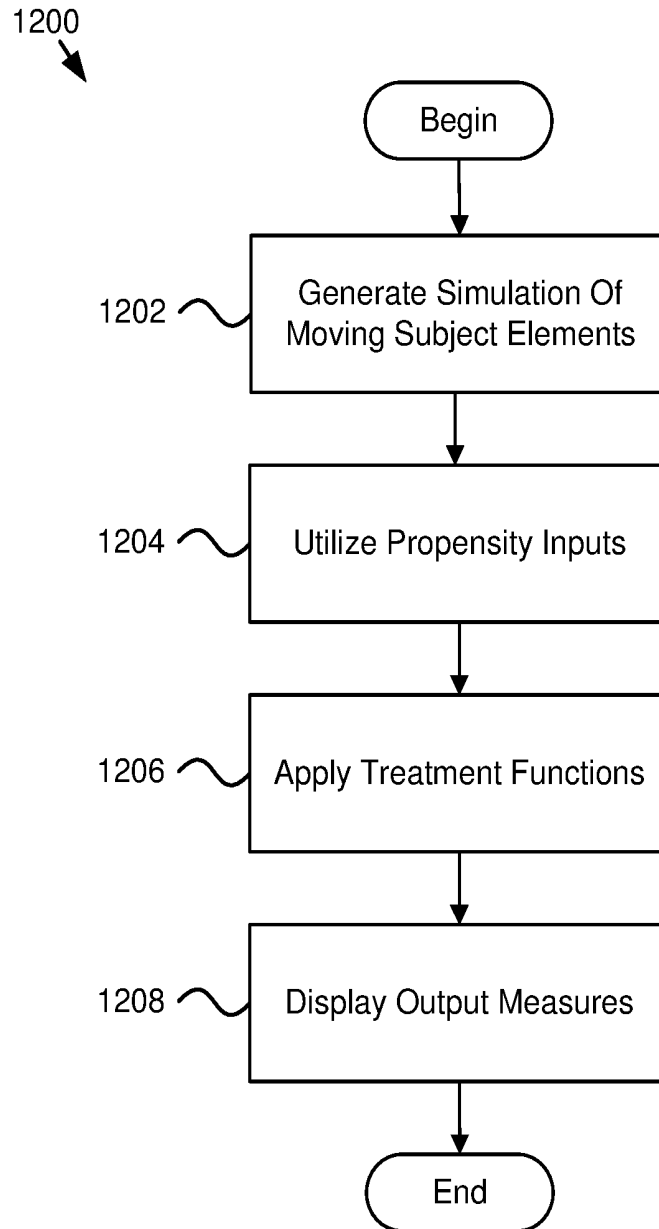 1200
Begin
1202
Generate Simulation Of
Moving Subject Elements
1204
Utilize Propensity Inputs
1206
Apply Treatment Functions
1208
Display Output Measures
End